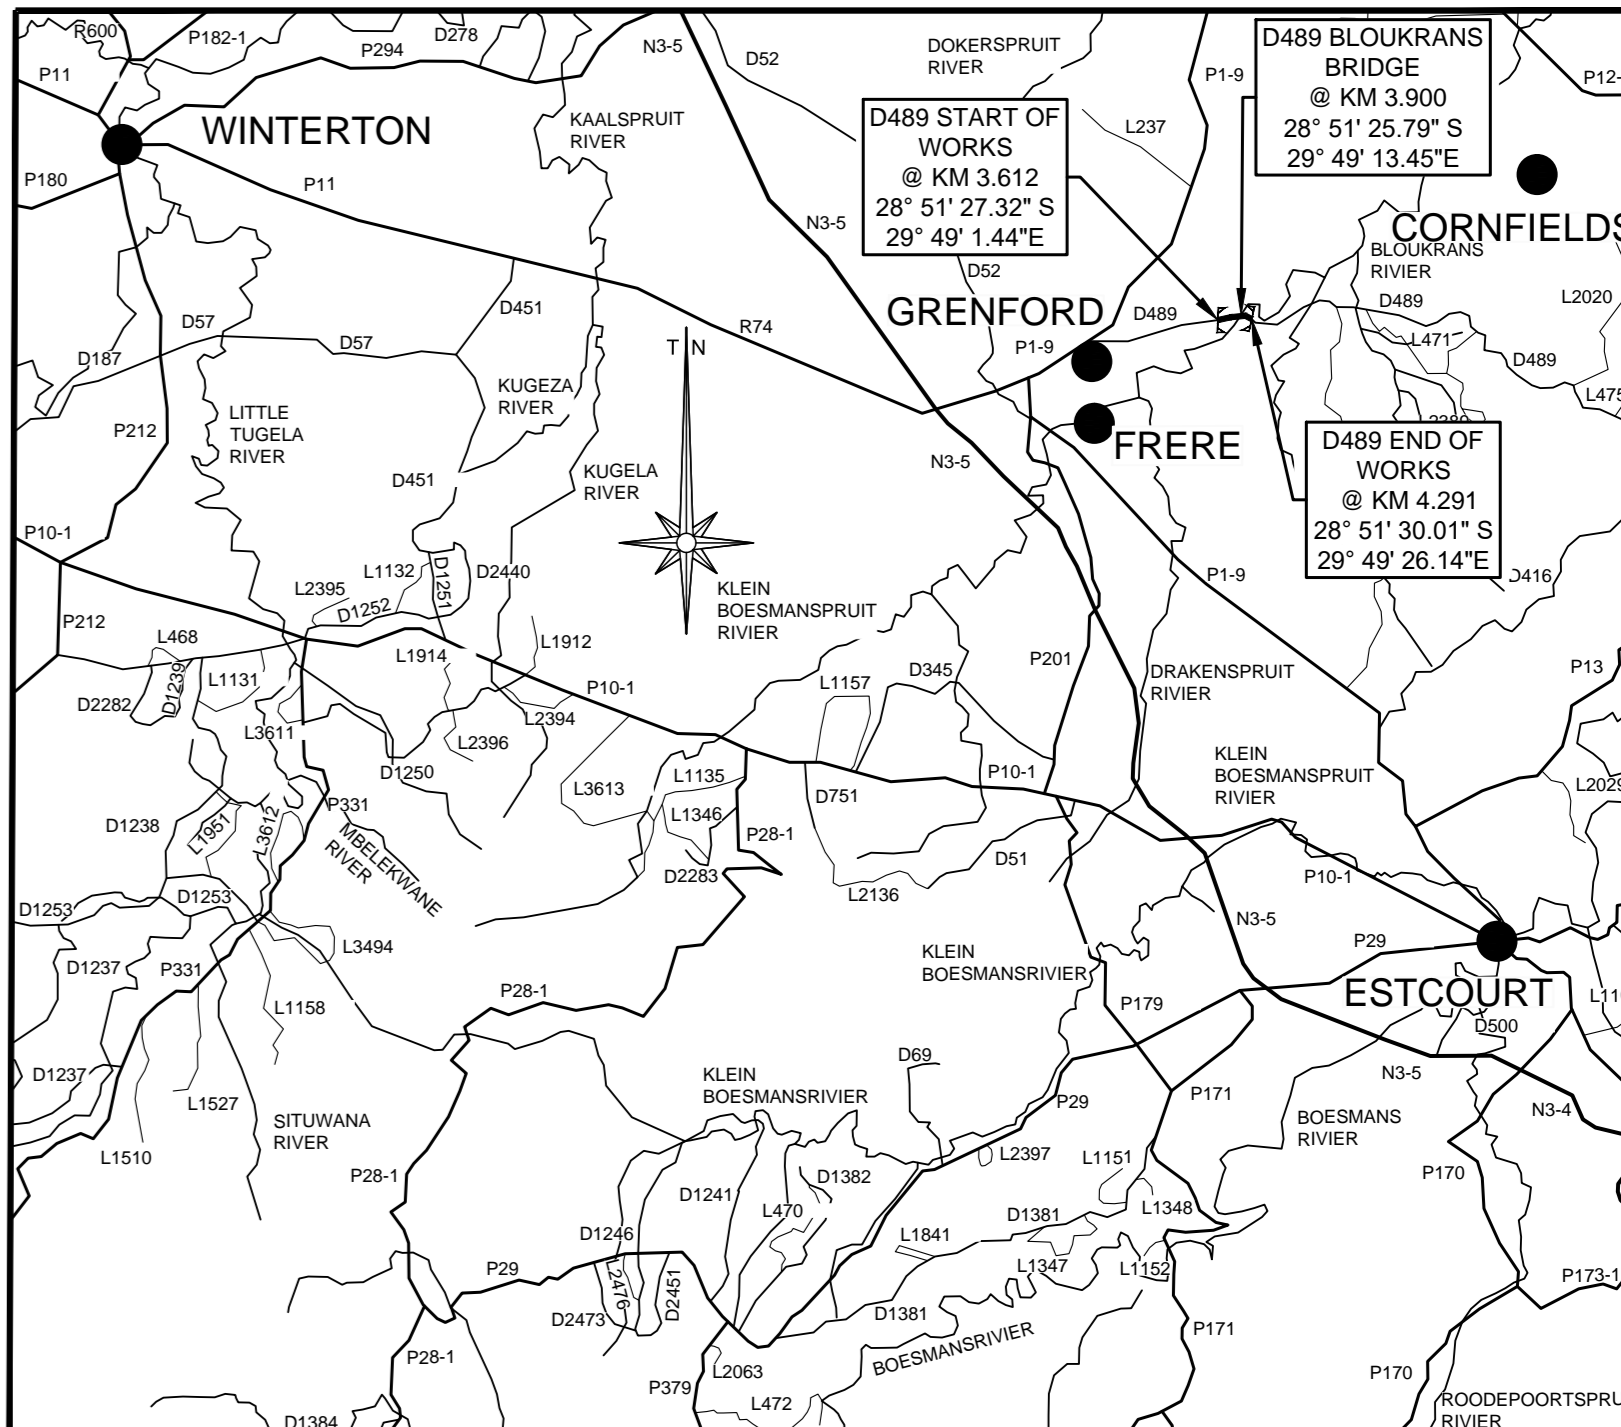 R600
P182-1
P294
D278
N3-5
D52
DOKERSPRUIT
RIVER
P1-9
D489 BLOUKRANS
BRIDGE
@ KM 3.900
28° 51' 25.79" S
29° 49' 13.45"E
P11
WINTERTON
KAALSPRUIT
RIVER
D489 START OF
WORKS
@ KM 3.612
28° 51' 27.32" S
29° 49' 1.44"E
L237
P180
P11
N3-5
CORNFIELDS
BLOUKRANS
RIVIER
D52
D451
D57
D57
D187
R74
GRENFORD
D489
P1-9
D489
L2020
L471
D489
T N
KUGEZA
RIVER
LITTLE
TUGELA
RIVER
P212
FRERE
N3-5
D489 END OF
WORKS
@ KM 4.291
28° 51' 30.01" S
29° 49' 26.14"E
D451
KUGELA
RIVER
P10-1
L1132
D1251
D2440
L2395
D1252
KLEIN
BOESMANSPRUIT
RIVIER
P1-9
D416
P212
L468
L1914
L1912
D1239
L1131
D2282
P10-1
L2394
L3611
L2396
D1250
L1157
D345
P201
DRAKENSPRUIT
RIVIER
P13
KLEIN
BOESMANSPRUIT
RIVIER
L2029
L3613
L1135
L1346
D751
P10-1
P331
D1238
L1951
L3612
MBELEKWANE
RIVER
P28-1
D2283
L2136
D51
P10-1
D1253
D1253
L3494
D1237
P331
L1158
P28-1
KLEIN
BOESMANSRIVIER
N3-5
P29
ESTCOURT
P179
D500
D1237
L1527
L1510
SITUWANA
RIVER
KLEIN
BOESMANSRIVIER
D69
P29
P171
BOESMANS
RIVIER
N3-5
N3-4
P28-1
L2397
L1151
P170
D1241
D1382
L470
D1246
L1841
D1381
L1348
L1347
L1152
P29
L2476
D2451
D2473
D1381
P173-1
P28-1
BOESMANSRIVIER
P171
P379
L2063
L472
P170
D1384
RIVIER